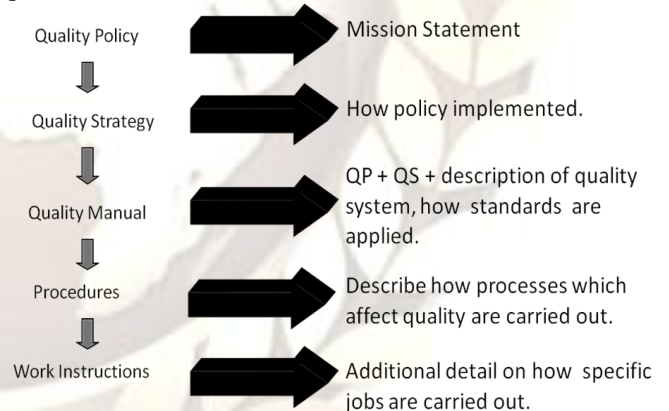 Quality Policy
Mission Statement
Quality Strategy
How policy implemented.
Quality Manual
QP + QS + description of quality
system, how standards are
applied.
Procedures
Describe how processes which
affect quality are carried out.
Work Instructions
Additional detail on how specific
jobs are carried out.